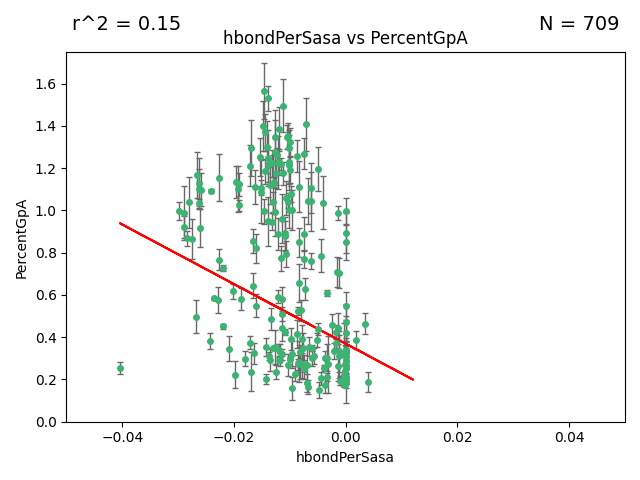 r^2 = 0.15
N = 709
hbondPerSasa vs PercentGpA
PercentGpA
1.6
1.4
1.2
1.0
0.8
0.6
0.4
0.2
0.0
−0.04
−0.02
0.00
0.02
0.04
hbondPerSasa